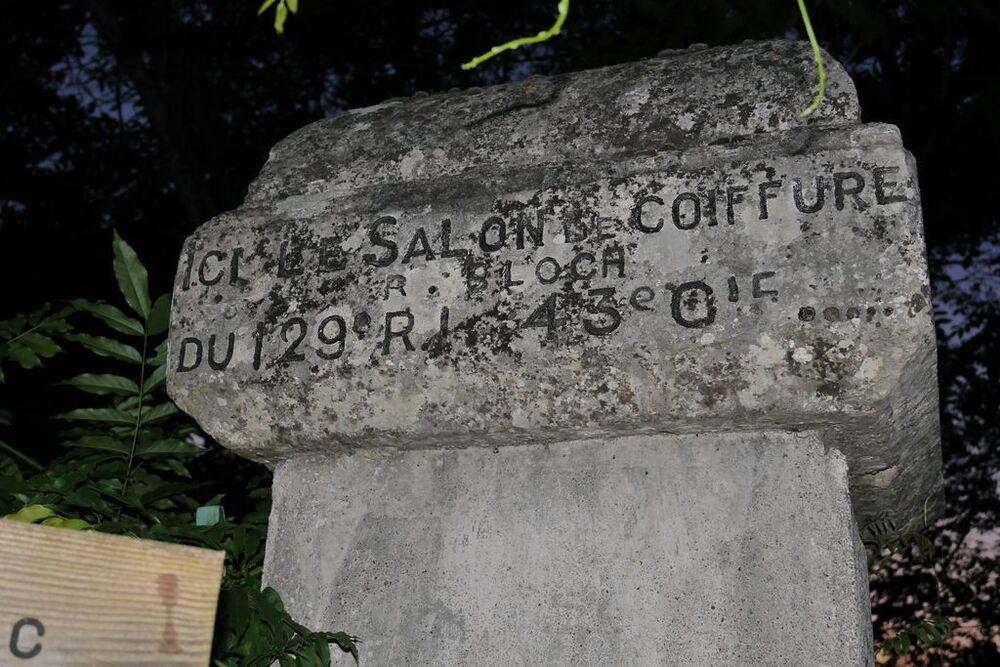 ICI LE SALON DE COIFFURE
R. BLOCH
DU 129e R.I. 43e Cie .....
C